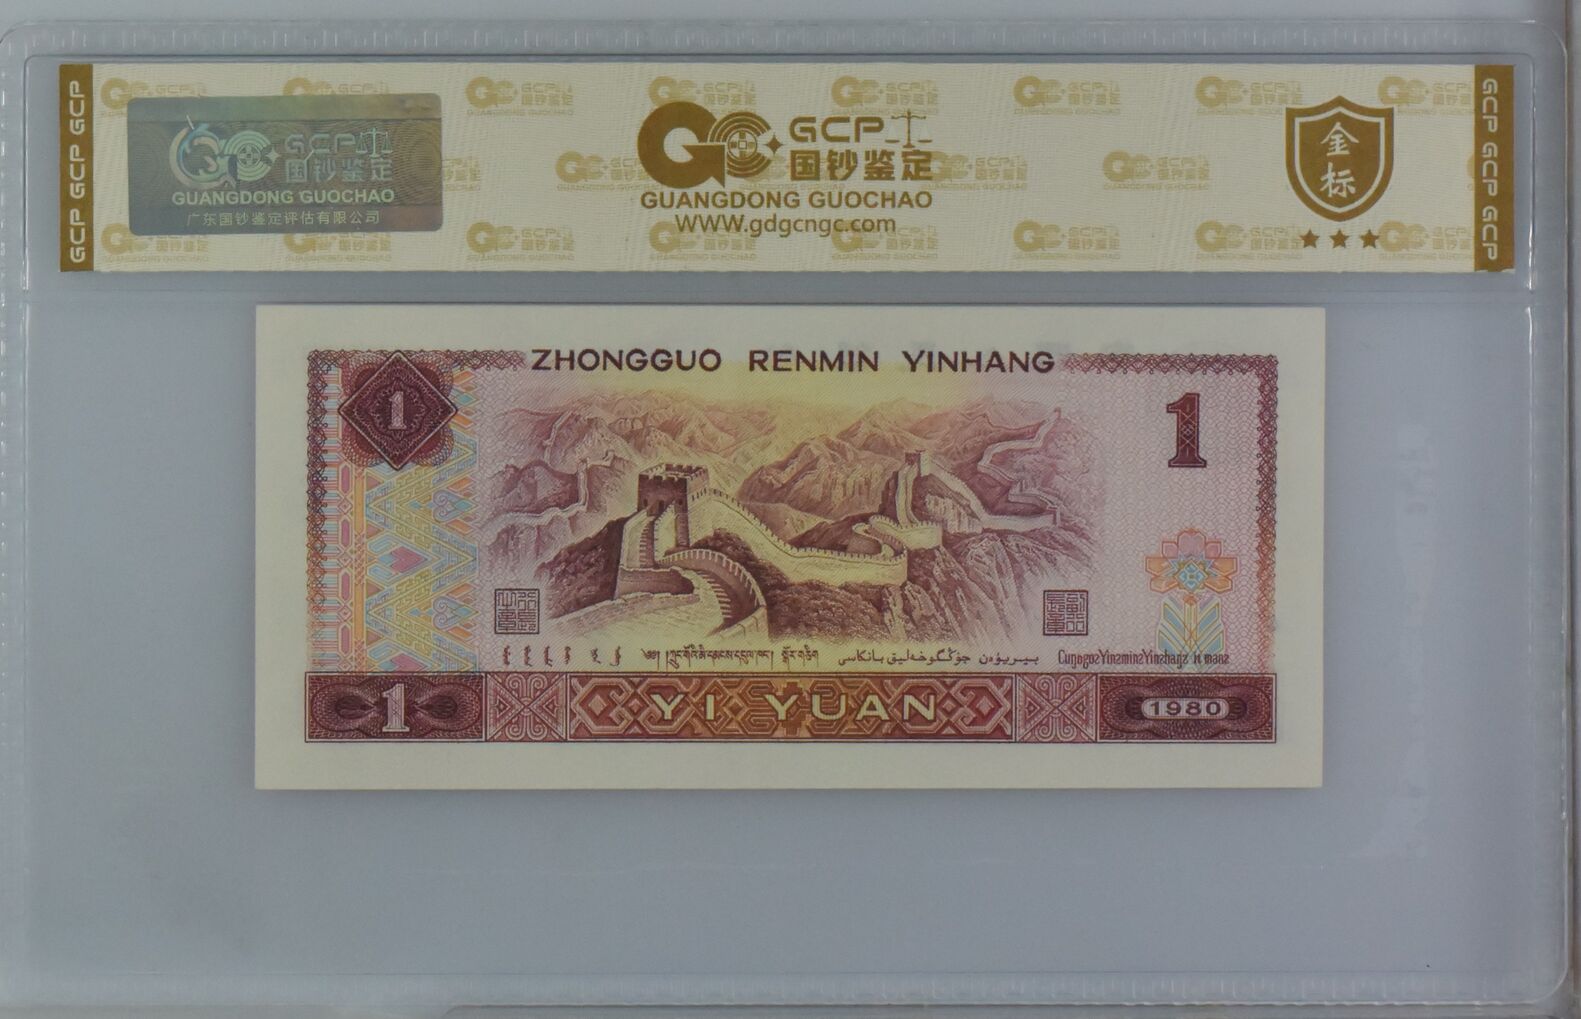 GCP GCP GCP
GCP
国钞鉴定
GUANGDONG GUOCHAO
广东国钞鉴定评估有限公司
GCP
国钞鉴定
GUANGDONG GUOCHAO
WWW.gdgcngc.com
金标
GCP GCP GCP
ZHONGGUO RENMIN YINHANG
1
1
YI YUAN
1
1980